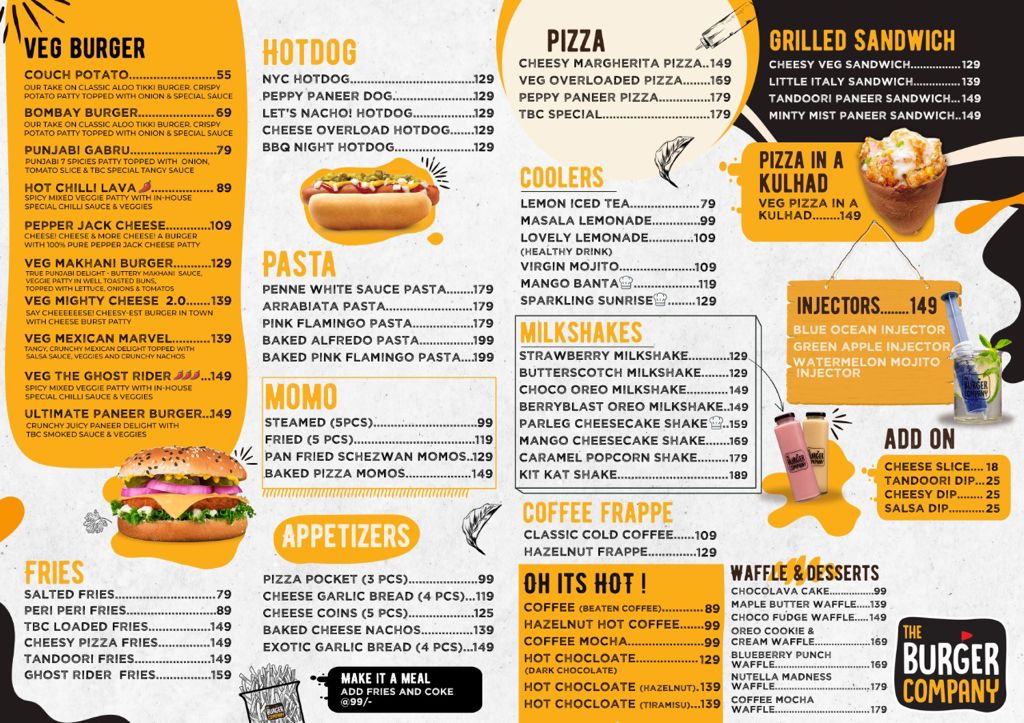 VEG BURGER
COUCH POTATO..............................55
OUR TAKE ON CLASSIC ALOO TIKKI BURGER. CRISPY
POTATO PATTY TOPPED WITH ONION & SPECIAL SAUCE
BOMBAY BURGER...........................69
OUR TAKE ON CLASSIC ALOO TIKKI BURGER. CRISPY
POTATO PATTY TOPPED WITH ONION & SPECIAL SAUCE
PUNJABI GABRU............................79
PUNJABI 7 SPICIES PATTY TOPPED WITH ONION,
TOMATO SLICE & TBC SPECIAL TANGY SAUCE
HOT CHILLI LAVA.................... 89
SPICY MIXED VEGGIE PATTY WITH IN-HOUSE
SPECIAL CHILLI SAUCE & VEGGIES
PEPPER JACK CHEESE............109
CHEESE! CHEESE & MORE CHEESE! A BURGER
WITH 100% PURE PEPPER JACK CHEESE PATTY
VEG MAKHANI BURGER..........129
TRUE PUNJABI DELIGHT - BUTTERY MAKHANI SAUCE,
VEGGIE PATTY IN WELL TOASTED BUNS,
TOPPED WITH LETTUCE, ONIONS & TOMATOS
VEG MIGHTY CHEESE 2.0.......139
SAY CHEEEEEESE! CHEESY-EST BURGER IN TOWN
WITH CHEESE BURST PATTY
VEG MEXICAN MARVEL...........139
TANGY, CRUNCHY MEXICAN DELIGHT TOPPED WITH
SALSA SAUCE, VEGGIES AND CRUNCHY NACHOS
VEG THE GHOST RIDER...149
SPICY MIXED VEGGIE PATTY WITH IN-HOUSE
SPECIAL CHILLI SAUCE & VEGGIES
ULTIMATE PANEER BURGER...149
CRUNCHY JUICY PANEER DELIGHT WITH
TBC SMOKED SAUCE & VEGGIES
FRIES
SALTED FRIES........................79
PERI PERI FRIES....................89
TBC LOADED FRIES..............149
CHEESY PIZZA FRIES............149
TANDOORI FRIES..................149
GHOST RIDER FRIES............159
HOTDOG
NYC HOTDOG.............................129
PEPPY PANEER DOG...................129
LET'S NACHO! HOTDOG..............129
CHEESE OVERLOAD HOTDOG....129
BBQ NIGHT HOTDOG..................129
PASTA
PENNE WHITE SAUCE PASTA......179
ARRABIATA PASTA.....................179
PINK FLAMINGO PASTA..............179
BAKED ALFREDO PASTA............199
BAKED PINK FLAMINGO PASTA....199
MOMO
STEAMED (5PCS).........................99
FRIED (5 PCS)............................119
PAN FRIED SCHEZWAN MOMOS..129
BAKED PIZZA MOMOS...............149
APPETIZERS
PIZZA POCKET (3 PCS)...................99
CHEESE GARLIC BREAD (4 PCS)...119
CHEESE COINS (5 PCS)................125
BAKED CHEESE NACHOS............139
EXOTIC GARLIC BREAD (4 PCS)....149
MAKE IT A MEAL
ADD FRIES AND COKE
@99/-
BURGER
COMPANY
PIZZA
CHEESY MARGHERITA PIZZA..149
VEG OVERLOADED PIZZA........169
PEPPY PANEER PIZZA.............179
TBC SPECIAL...........................179
COOLERS
LEMON ICED TEA................79
MASALA LEMONADE...........99
LOVELY LEMONADE...........109
(HEALTHY DRINK)
VIRGIN MOJITO.................109
MANGO BANTA...............119
SPARKLING SUNRISE......129
MILKSHAKES
STRAWBERRY MILKSHAKE.........129
BUTTERSCOTCH MILKSHAKE.....129
CHOCO OREO MILKSHAKE.........149
BERRYBLAST OREO MILKSHAKE..149
PARLEG CHEESECAKE SHAKE..159
MANGO CHEESECAKE SHAKE.....169
CARAMEL POPCORN SHAKE.......179
KIT KAT SHAKE.........................189
COFFEE FRAPPE
CLASSIC COLD COFFEE......109
HAZELNUT FRAPPE............129
OH ITS HOT !
COFFEE (BEATEN COFFEE)...........89
HAZELNUT HOT COFFEE.......99
COFFEE MOCHA..................99
HOT CHOCLOATE...............129
(DARK CHOCOLATE)
HOT CHOCLOATE (HAZELNUT).139
HOT CHOCLOATE (TIRAMISU)..139
GRILLED SANDWICH
CHEESY VEG SANDWICH..........129
LITTLE ITALY SANDWICH..........139
TANDOORI PANEER SANDWICH...149
MINTY MIST PANEER SANDWICH..149
PIZZA IN A
KULHAD
VEG PIZZA IN A
KULHAD.......149
INJECTORS........149
BLUE OCEAN INJECTOR
GREEN APPLE INJECTOR
WATERMELON MOJITO
INJECTOR
BURGER
COMPANY
BURGER
COMPANY
ADD ON
CHEESE SLICE.... 18
TANDOORI DIP...25
CHEESY DIP....... 25
SALSA DIP..........25
WAFFLE & DESSERTS
CHOCOLAVA CAKE...........99
MAPLE BUTTER WAFFLE....139
CHOCO FUDGE WAFFLE....149
OREO COOKIE &
CREAM WAFFLE..............169
BLUEBERRY PUNCH
WAFFLE..........................169
NUTELLA MADNESS
WAFFLE..........................179
COFFEE MOCHA
WAFFLE..........................179
THE
BURGER
COMPANY